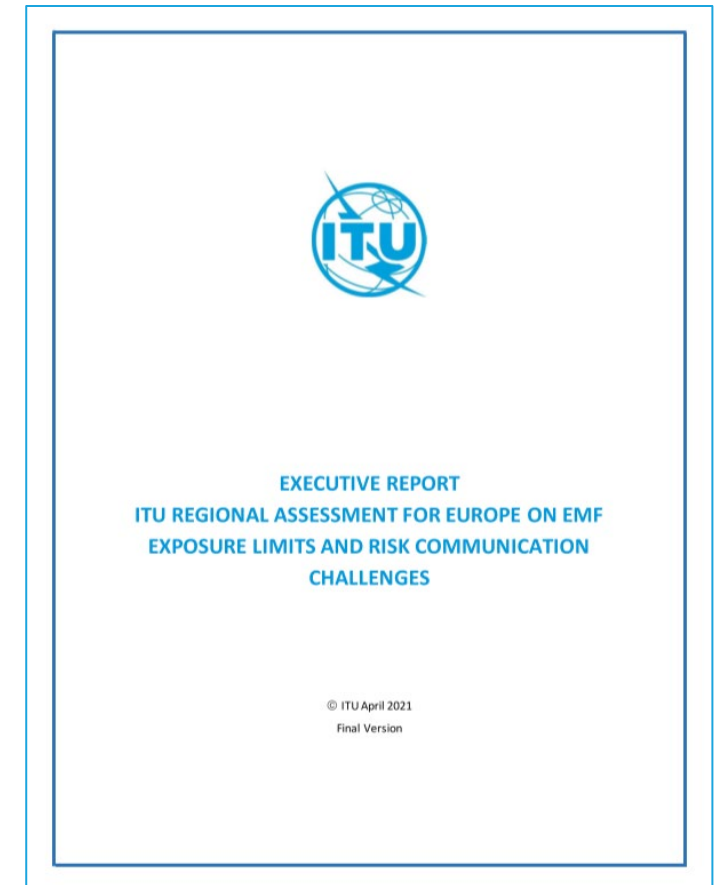 ITU
EXECUTIVE REPORT
ITU REGIONAL ASSESSMENT FOR EUROPE ON EMF
EXPOSURE LIMITS AND RISK COMMUNICATION
CHALLENGES
© ITU April 2021
Final Version